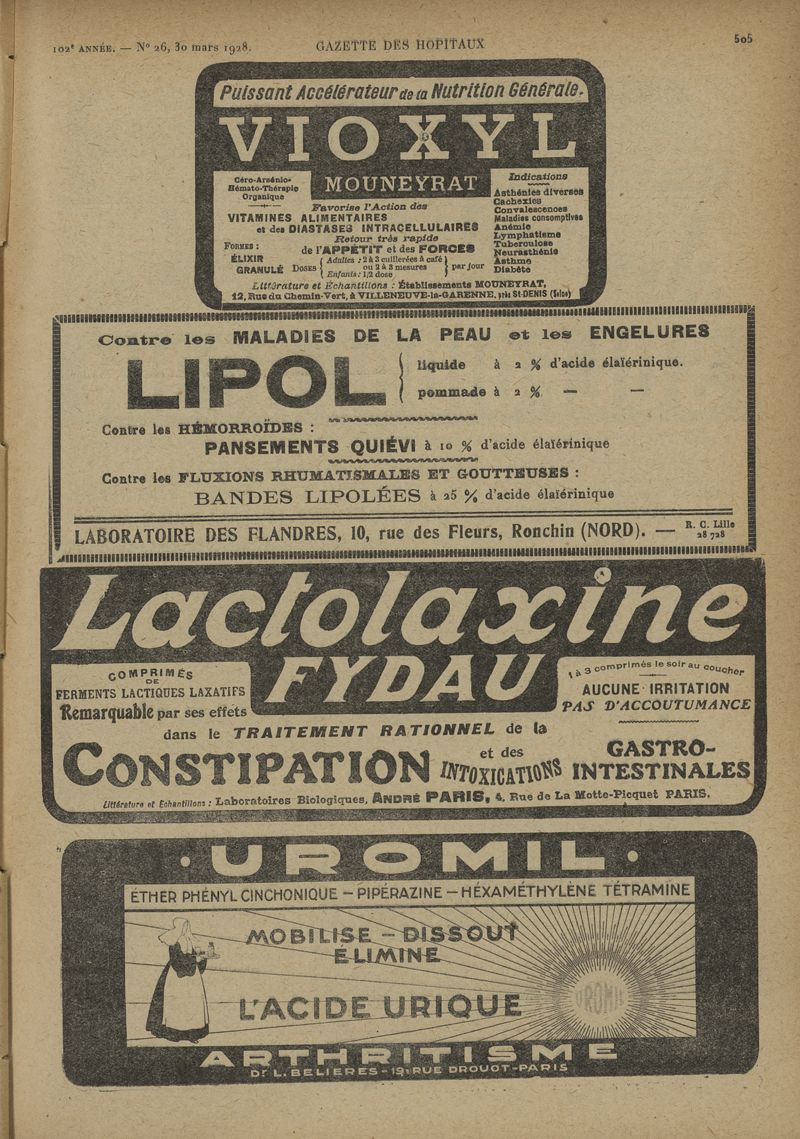 102e ANNÉE. — No 26, 30 mars 1928.
GAZETTE DES HOPITAUX
505
Puissant Accélérateur de la Nutrition Générale.
VIOXYL
MOUNEYRAT
Céro-Arsénio-
Hémato-Thérapie
Organique
Favorise l'Action des
VITAMINES ALIMENTAIRES
et des DIASTASES INTRACELLULAIRES
Retour très rapide
de l'APPÉTIT et des FORCES
FORMES :
ÉLIXIR
GRANULÉ
DOSES
Adultes : 2 à 3 cuillerées à café
ou 2 à 3 mesures
Enfants : 1/2 dose
par jour
Indications
Asthénies diverses
Cachexies
Convalescences
Maladies consomptives
Anémie
Lymphatisme
Tuberculose
Neurasthénie
Asthme
Diabète
Littérature et Échantillons : Établissements MOUNEYRAT,
12, Rue du Chemin-Vert, à VILLENEUVE-la-GARENNE, près St-DENIS (Seine)
Contre les MALADIES DE LA PEAU et les ENGELURES
LIPOL
liquide à 2 % d'acide élaïérinique.
pommade à 2 % — —
Contre les HÉMORROÏDES :
PANSEMENTS QUIÉVI à 10 % d'acide élaïérinique
Contre les FLUXIONS RHUMATISMALES ET GOUTTEUSES :
BANDES LIPOLÉES à 25 % d'acide élaïérinique
LABORATOIRE DES FLANDRES, 10, rue des Fleurs, Ronchin (NORD). — R. C. Lille
28 728
Lactolaxine
FYDAU
COMPRIMÉS
DE
FERMENTS LACTIQUES LAXATIFS
Remarquable par ses effets
1 à 3 comprimés le soir au coucher
AUCUNE IRRITATION
PAS D'ACCOUTUMANCE
dans le TRAITEMENT RATIONNEL de la
CONSTIPATION
et des
INTOXICATIONS
GASTRO-
INTESTINALES
Littérature et Echantillons : Laboratoires Biologiques, ANDRÉ PARIS, 4, Rue de La Motte-Picquet PARIS.
• UROMIL •
ÉTHER PHÉNYL CINCHONIQUE — PIPÉRAZINE — HÉXAMÉTHYLÈNE TÉTRAMINE
MOBILISE — DISSOUT
ÉLIMINE
L'ACIDE URIQUE
UROMIL
ARTHRITISME
Dr L. BELIERES - 19, RUE DROUOT - PARIS